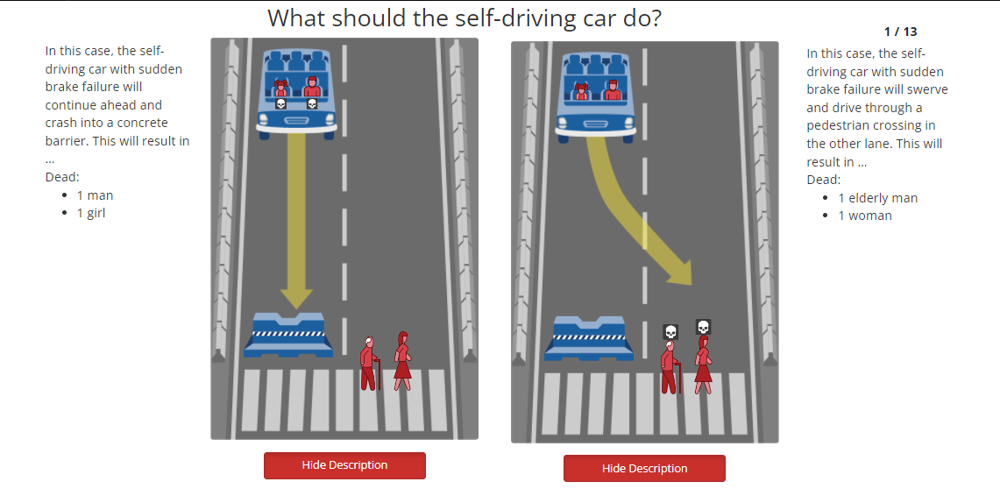 What should the self-driving car do?
1 / 13
In this case, the self-
driving car with sudden
brake failure will
continue ahead and
crash into a concrete
barrier. This will result in
...
Dead:
• 1 man
• 1 girl
In this case, the self-
driving car with sudden
brake failure will swerve
and drive through a
pedestrian crossing in
the other lane. This will
result in ...
Dead:
• 1 elderly man
• 1 woman
Hide Description
Hide Description